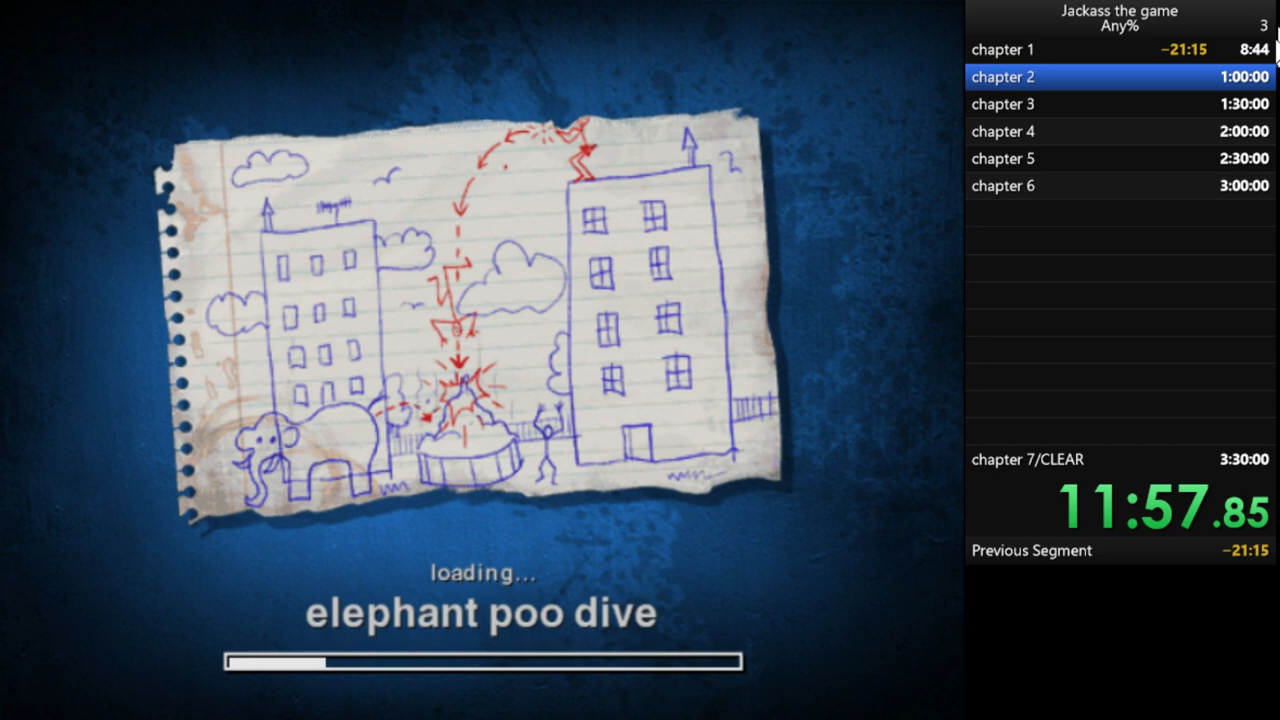 Jackass the game
Any%
3
chapter 1 −21:15 8:44
chapter 2 1:00:00
chapter 3 1:30:00
chapter 4 2:00:00
chapter 5 2:30:00
chapter 6 3:00:00
chapter 7/CLEAR 3:30:00
11:57.85
Previous Segment −21:15
loading...
elephant poo dive